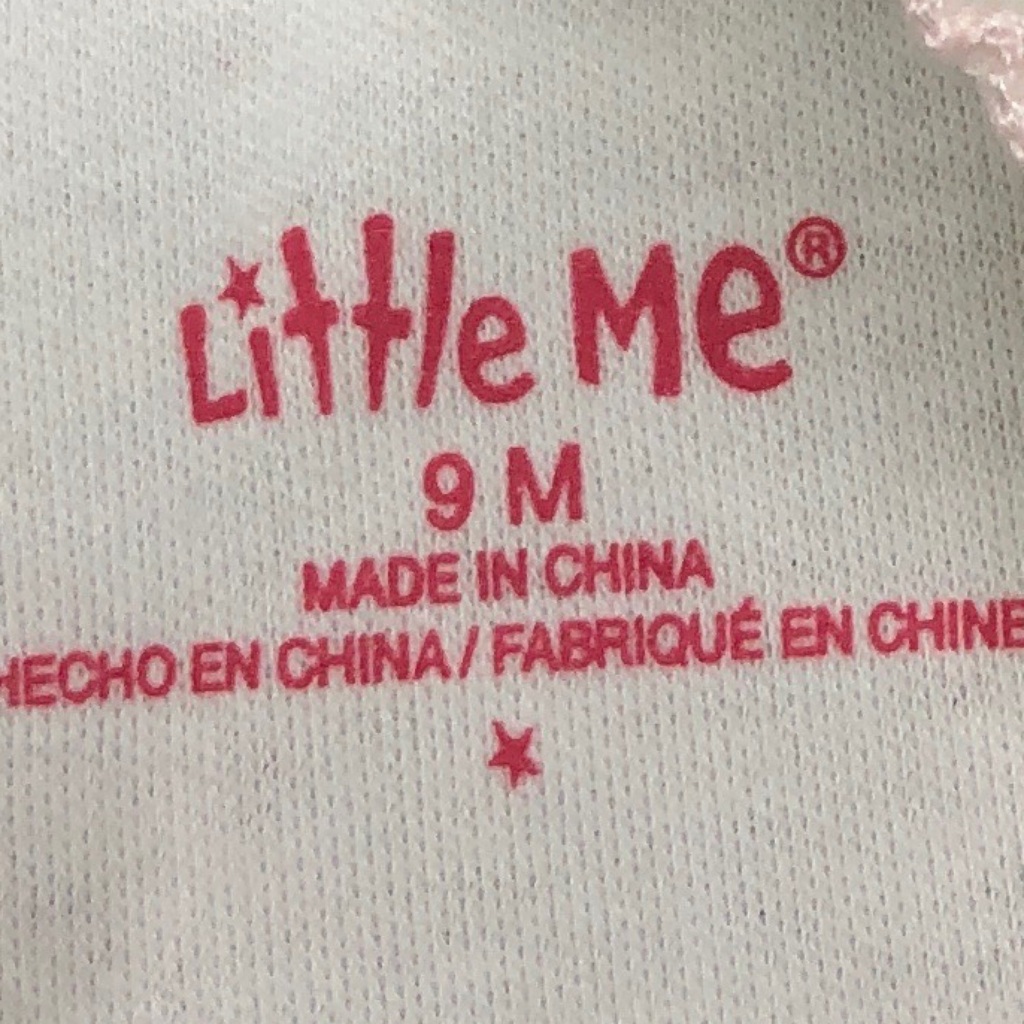 Little Me®
9 M
MADE IN CHINA
HECHO EN CHINA / FABRIQUÉ EN CHINE